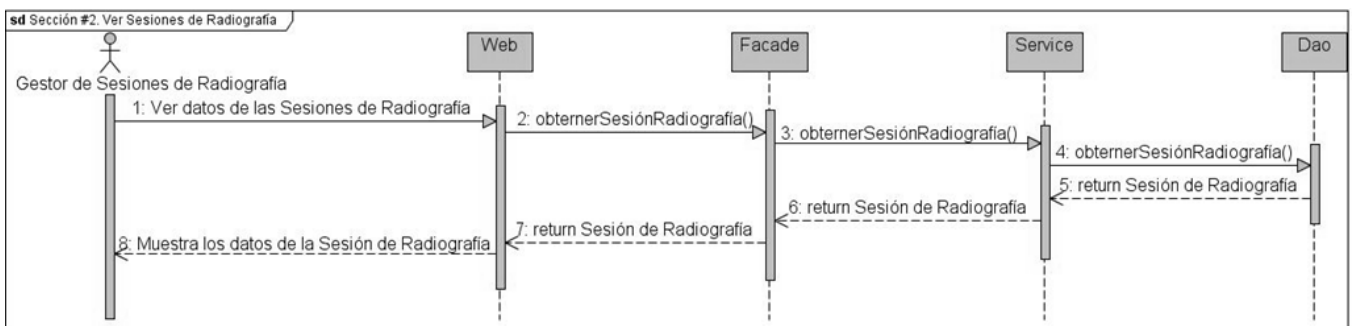 sd Sección #2. Ver Sesiones de Radiografía
Web
Facade
Service
Dao
Gestor de Sesiones de Radiografía
1: Ver datos de las Sesiones de Radiografía
2: obternerSesiónRadiografía()
3: obternerSesiónRadiografía()
4: obternerSesiónRadiografía()
5: return Sesión de Radiografía
6: return Sesión de Radiografía
7: return Sesión de Radiografía
8: Muestra los datos de la Sesión de Radiografía